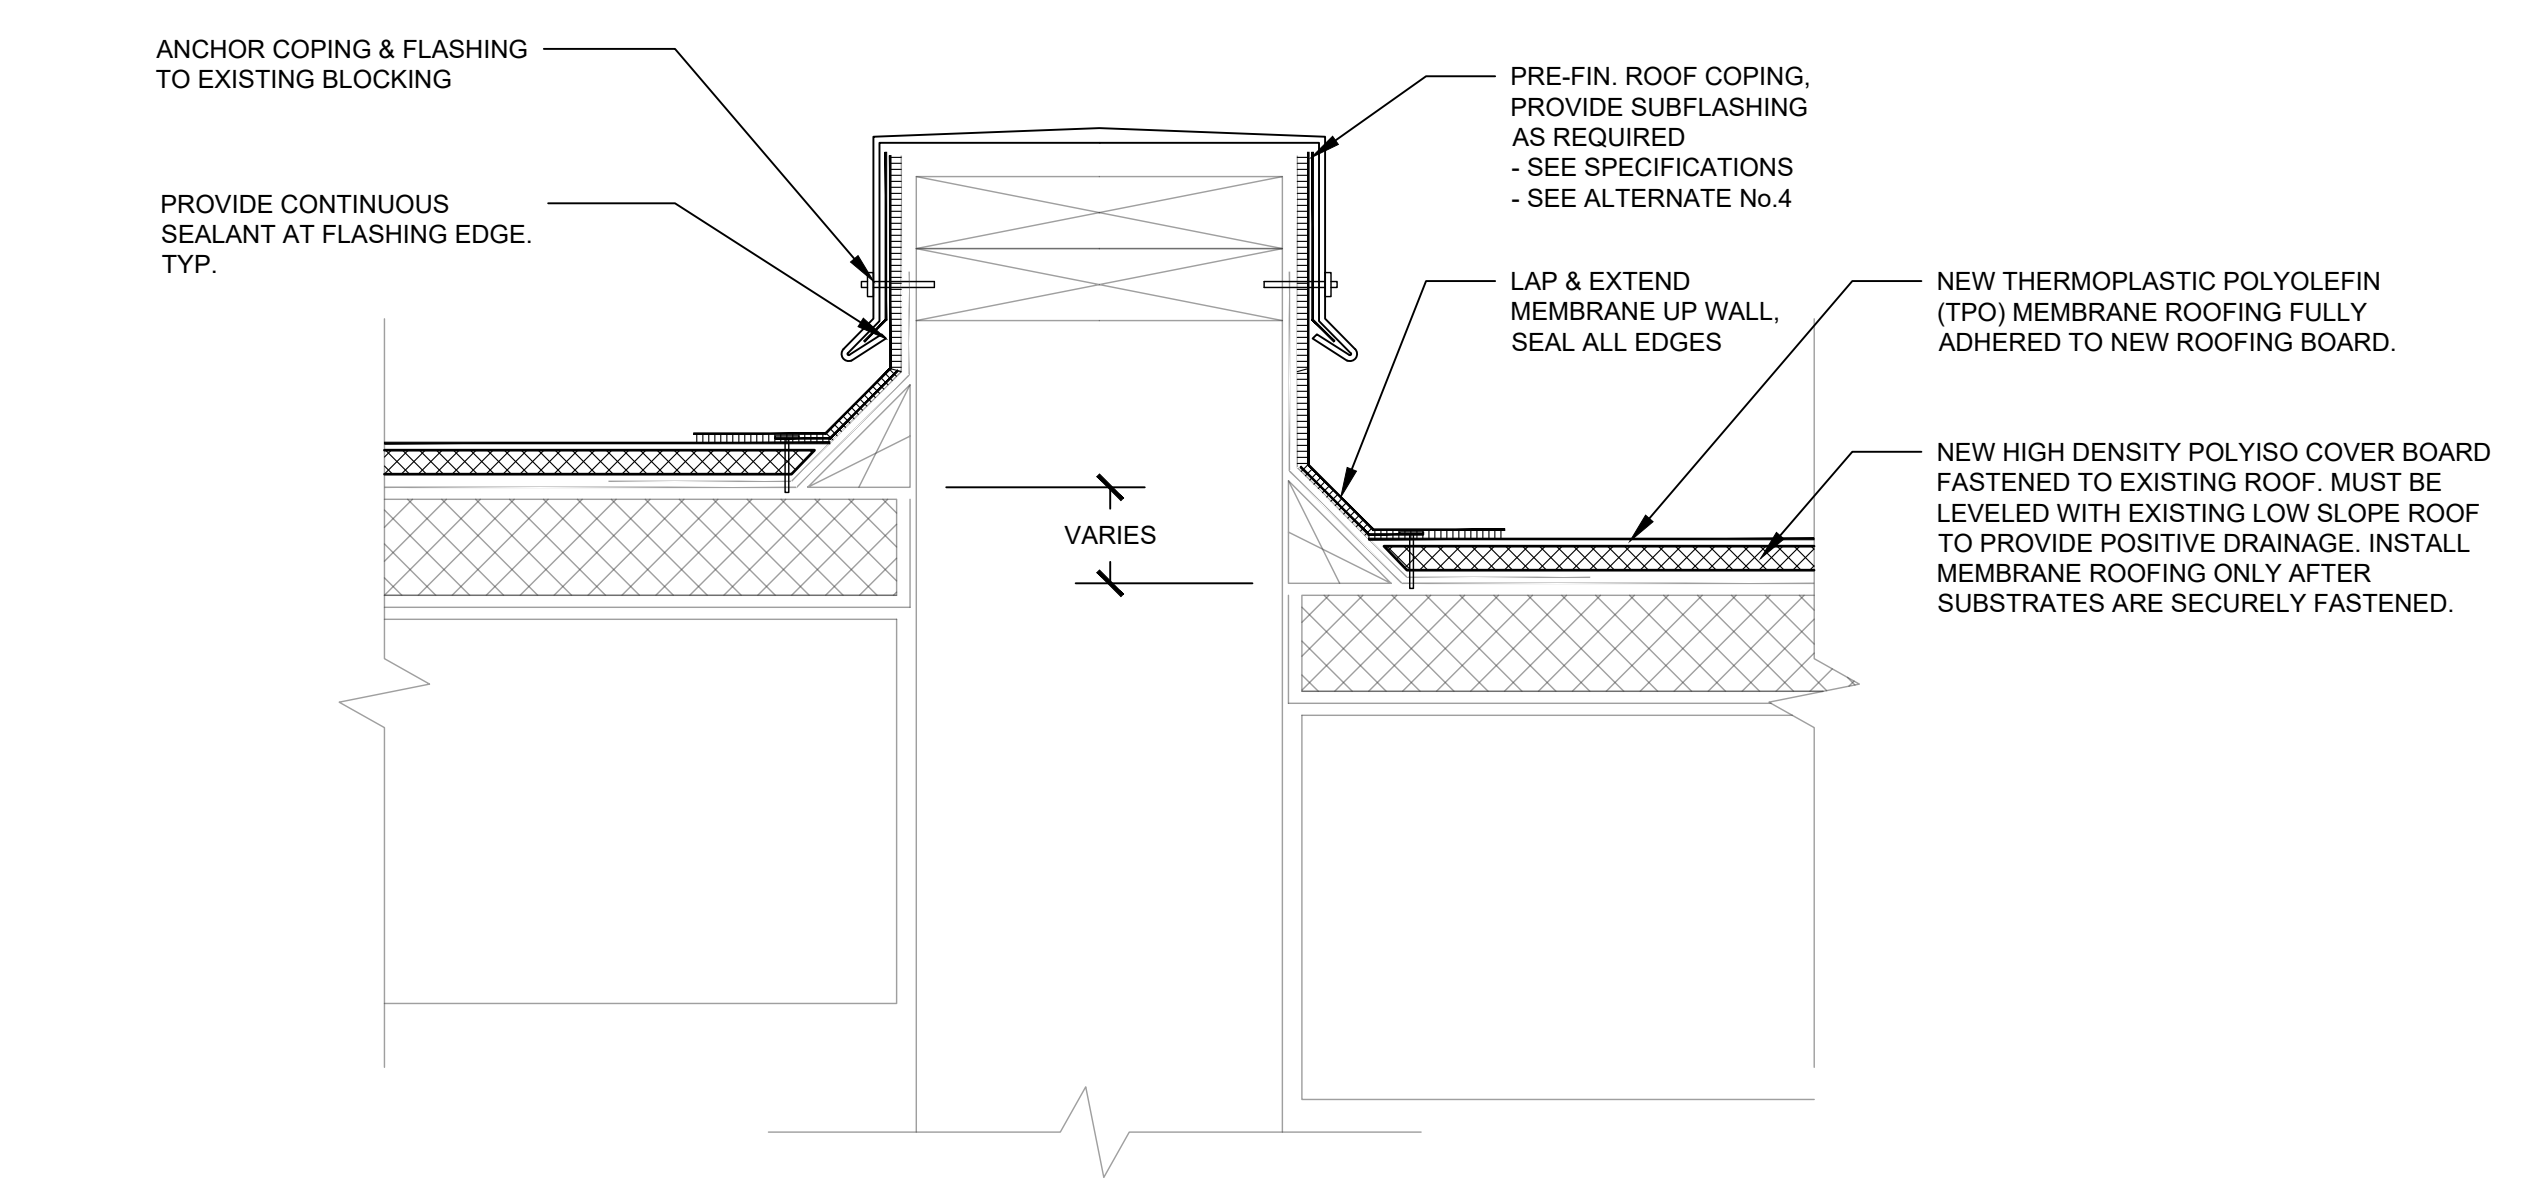 ANCHOR COPING & FLASHING
TO EXISTING BLOCKING
PROVIDE CONTINUOUS
SEALANT AT FLASHING EDGE.
TYP.
PRE-FIN. ROOF COPING,
PROVIDE SUBFLASHING
AS REQUIRED
- SEE SPECIFICATIONS
- SEE ALTERNATE No.4
LAP & EXTEND
MEMBRANE UP WALL,
SEAL ALL EDGES
NEW THERMOPLASTIC POLYOLEFIN
(TPO) MEMBRANE ROOFING FULLY
ADHERED TO NEW ROOFING BOARD.
NEW HIGH DENSITY POLYISO COVER BOARD
FASTENED TO EXISTING ROOF. MUST BE
LEVELED WITH EXISTING LOW SLOPE ROOF
TO PROVIDE POSITIVE DRAINAGE. INSTALL
MEMBRANE ROOFING ONLY AFTER
SUBSTRATES ARE SECURELY FASTENED.
VARIES